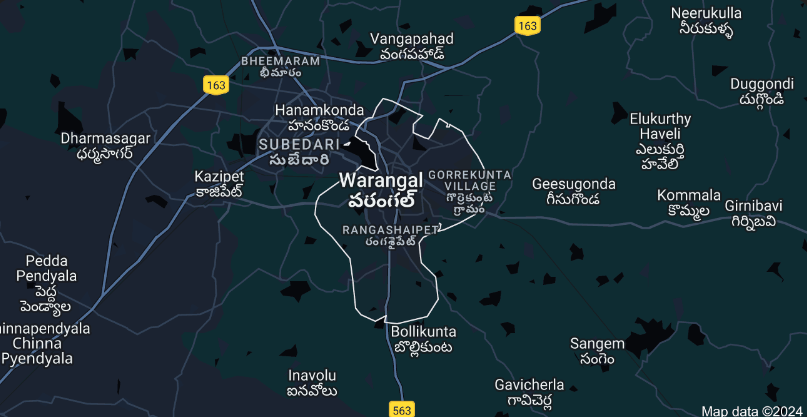 Neerukulla
నీరుకుళ్ళ
163
Vangapahad
వంగపహాడ్
BHEEMARAM
భీమారం
163
Duggondi
దుగ్గొండి
Hanamkonda
హనంకొండ
Elukurthy
Haveli
ఎలుకుర్తి
హవేలి
Dharmasagar
ధర్మసాగర్
SUBEDARI
సుబేదారి
Kazipet
కాజీపేట్
Warangal
వరంగల్
GORREKUNTA
VILLAGE
గొర్రెకుంట
గ్రామం
Geesugonda
గీసుగొండ
Kommala
కొమ్మల
Girnibavi
గిర్నిబవి
RANGASHAIPET
రంగశైపేట్
Pedda
Pendyala
పెద్ద
పెండ్యాల
hinnapendyala
Chinna
Pyendyala
Bollikunta
బొల్లికుంట
Sangem
సంగెం
Inavolu
ఐనవోలు
Gavicherla
గావిచెర్ల
563
Map data ©2024